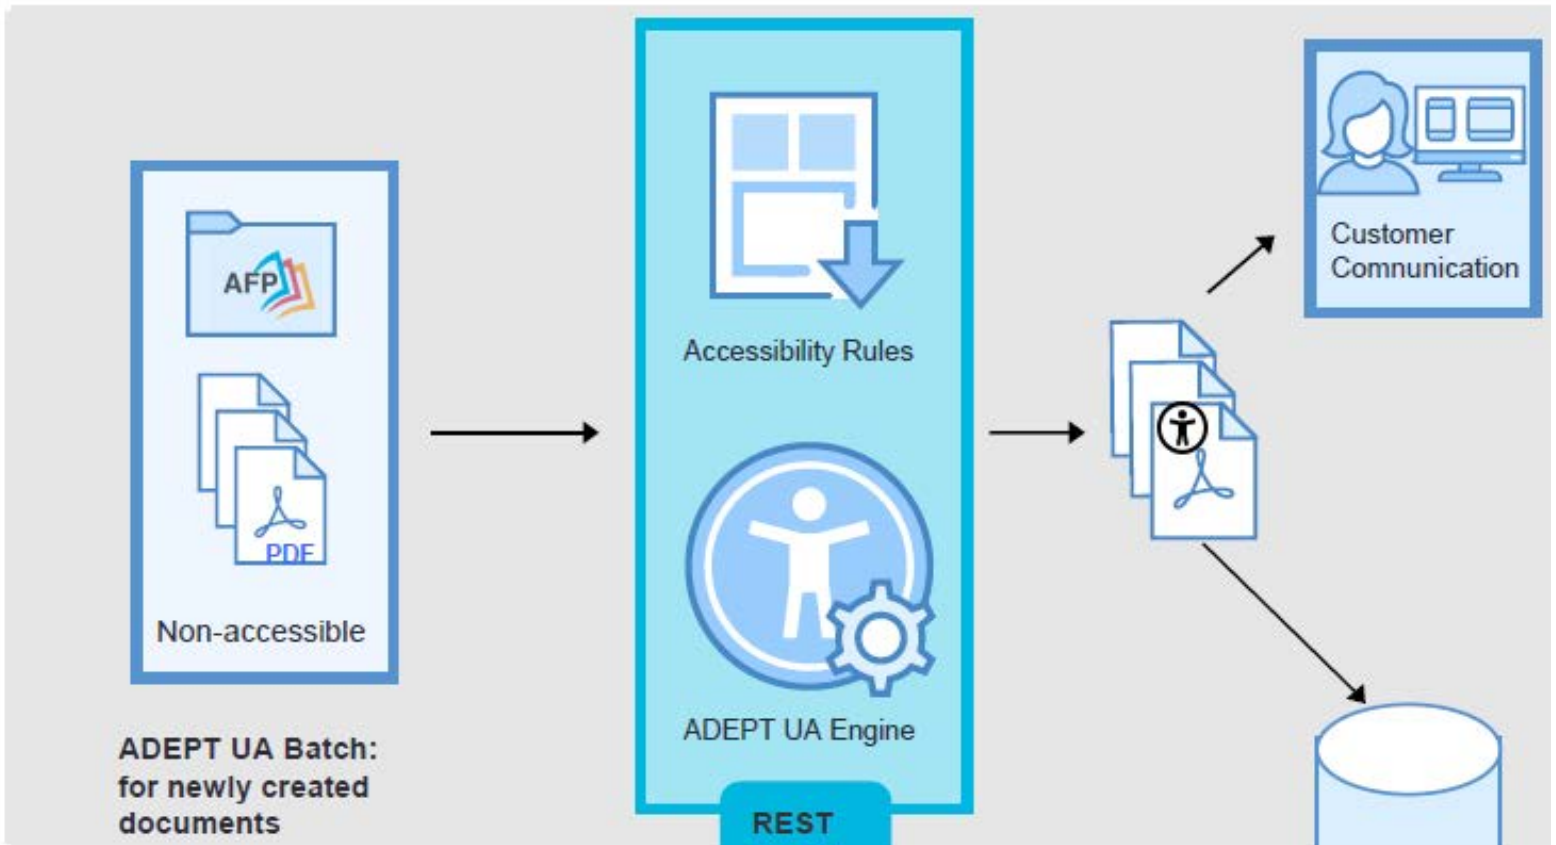 AFP
PDF
Non-accessible
ADEPT UA Batch:
for newly created
documents
Accessibility Rules
ADEPT UA Engine
REST
Customer
Comnunication